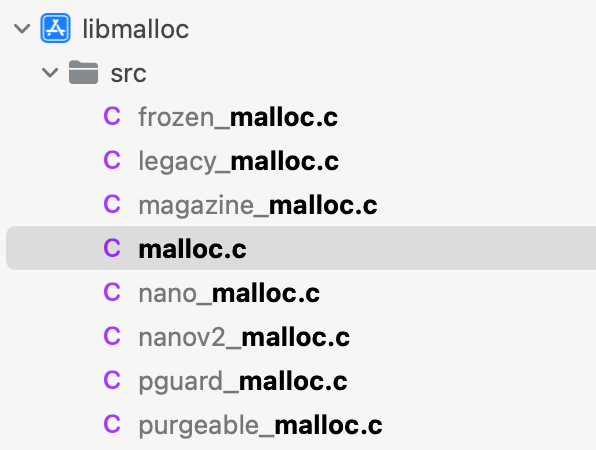 libmalloc
src
C frozen_malloc.c
C legacy_malloc.c
C magazine_malloc.c
C malloc.c
C nano_malloc.c
C nanov2_malloc.c
C pguard_malloc.c
C purgeable_malloc.c